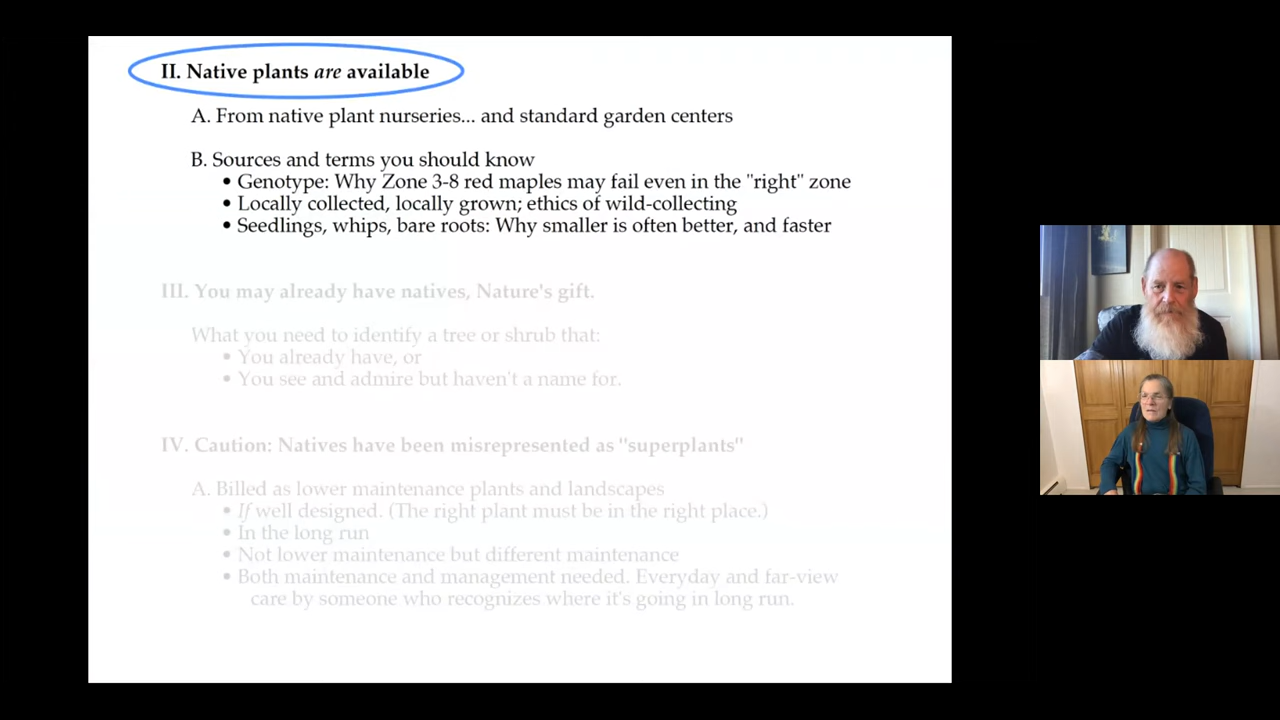 II. Native plants are available
A. From native plant nurseries... and standard garden centers
B. Sources and terms you should know
• Genotype: Why Zone 3-8 red maples may fail even in the "right" zone
• Locally collected, locally grown; ethics of wild-collecting
• Seedlings, whips, bare roots: Why smaller is often better, and faster
III. You may already have natives, Nature's gift.
What you need to identify a tree or shrub that:
• You already have, or
• You see and admire but haven't a name for.
IV. Caution: Natives have been misrepresented as "superplants"
A. Billed as lower maintenance plants and landscapes
• If well designed. (The right plant must be in the right place.)
• In the long run
• Not lower maintenance but different maintenance
• Both maintenance and management needed. Everyday and far-view
care by someone who recognizes where it's going in long run.